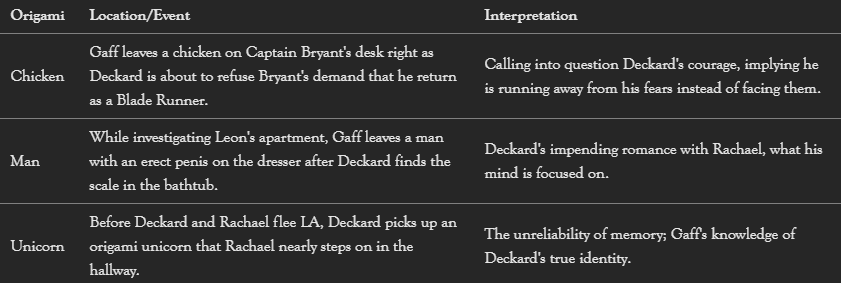 Origami Location/Event Interpretation
Chicken
Gaff leaves a chicken on Captain Bryant's desk right as
Deckard is about to refuse Bryant's demand that he return
as a Blade Runner.
Calling into question Deckard's courage, implying he
is running away from his fears instead of facing them.
Man
While investigating Leon's apartment, Gaff leaves a man
with an erect penis on the dresser after Deckard finds the
scale in the bathtub.
Deckard's impending romance with Rachael, what his
mind is focused on.
Unicorn
Before Deckard and Rachael flee LA, Deckard picks up an
origami unicorn that Rachael nearly steps on in the
hallway.
The unreliability of memory; Gaff's knowledge of
Deckard's true identity.